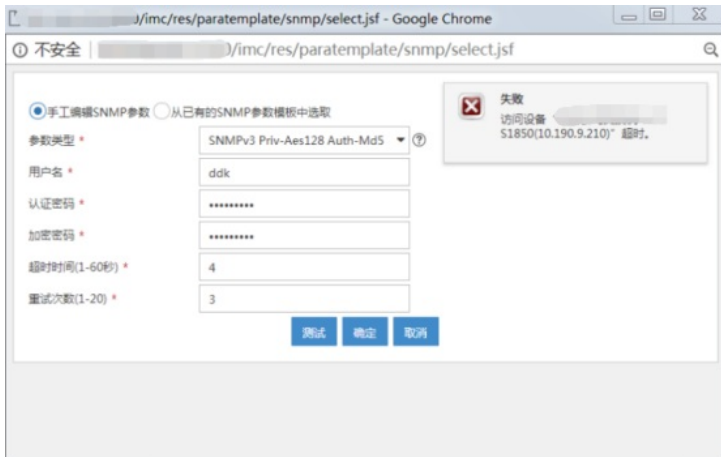 /imc/res/paratemplate/snmp/select.jsf - Google Chrome
不安全 /imc/res/paratemplate/snmp/select.jsf
手工编辑SNMP参数 从已有的SNMP参数模板中选取
参数类型 * SNMPv3 Priv-Aes128 Auth-Md5
用户名 * ddk
认证密码 * •••••••••
加密密码 * •••••••••
超时时间(1-60秒) * 4
重试次数(1-20) * 3
测试 确定 取消
失败
访问设备
S1850(10.190.9.210)" 超时。